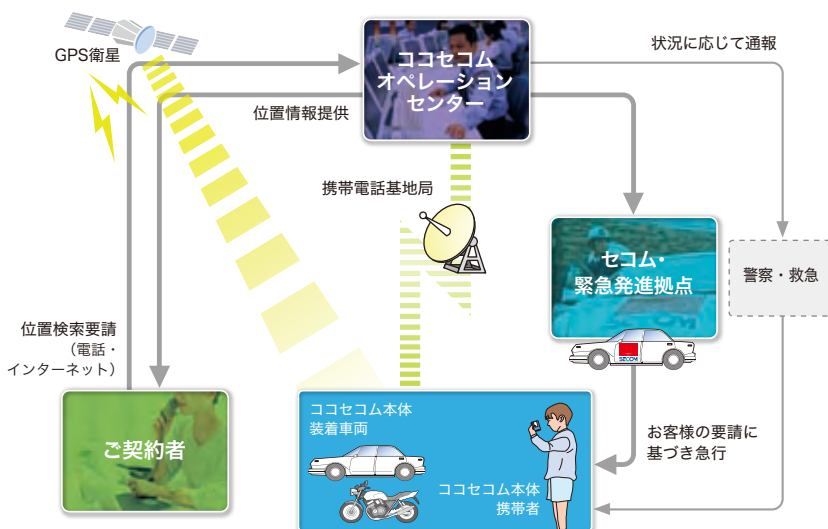 GPS衛星
ココセコム
オペレーション
センター
状況に応じて通報
位置情報提供
携帯電話基地局
セコム・
緊急発進拠点
警察・救急
SECOM
位置検索要請
（電話・
インターネット）
ご契約者
ココセコム本体
装着車両
ココセコム本体
携帯者
お客様の要請に
基づき急行